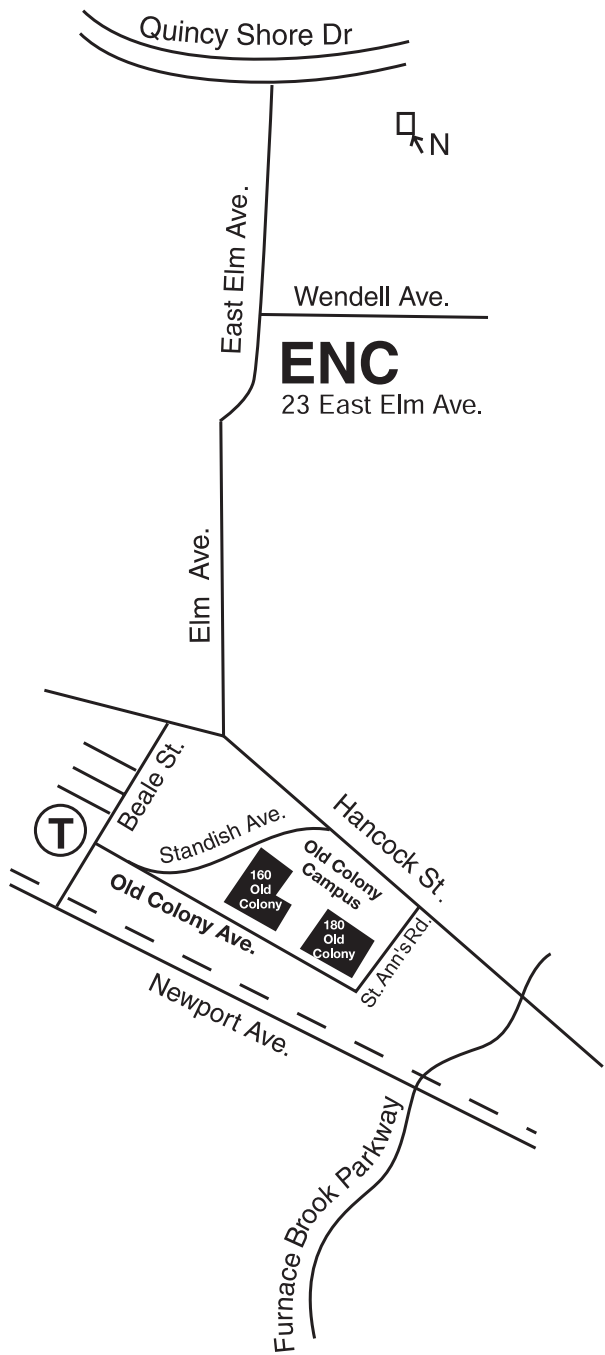 Quincy Shore Dr
N
East Elm Ave.
Wendell Ave.
ENC
23 East Elm Ave.
Elm Ave.
Beale St.
T
Standish Ave.
Hancock St.
Old Colony
Campus
160
Old
Colony
180
Old
Colony
Old Colony Ave.
St. Ann's Rd.
Newport Ave.
Furnace Brook Parkway